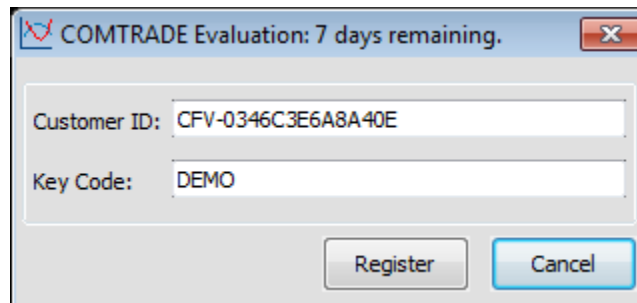 COMTRADE Evaluation: 7 days remaining.
Customer ID: CFV-0346C3E6A8A40E
Key Code: DEMO
Register Cancel